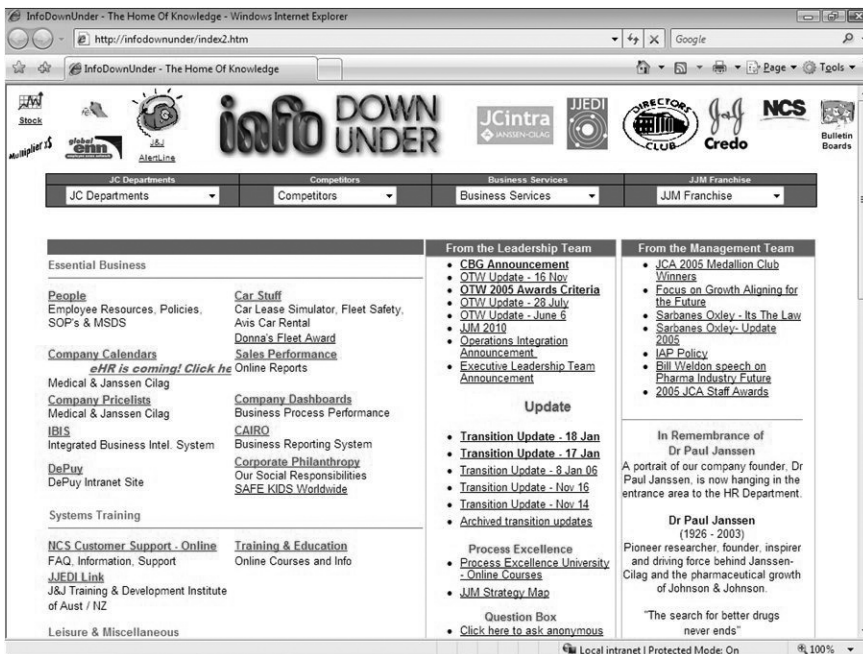 InfoDownUnder - The Home Of Knowledge - Windows Internet Explorer
http://infodownunder/index2.htm
Google
InfoDownUnder - The Home Of Knowledge
Page
Tools
Stock
Multiplier $
global
enn
J&J
AlertLine
info DOWN
UNDER
JCintra
JANSSEN-CILAG
JJEDI
DIRECTORS
CLUB
J&J
Credo
NCS
Bulletin
Boards
JC Departments
Competitors
Business Services
JJM Franchise
JC Departments
Competitors
Business Services
JJM Franchise
Essential Business
People
Employee Resources, Policies,
SOP's & MSDS
Car Stuff
Car Lease Simulator, Fleet Safety,
Avis Car Rental
Donna's Fleet Award
Company Calendars
eHR is coming! Click he
Medical & Janssen Cilag
Sales Performance
Online Reports
Company Pricelists
Medical & Janssen Cilag
Company Dashboards
Business Process Performance
IBIS
Integrated Business Intel. System
CAIRO
Business Reporting System
DePuy
DePuy Intranet Site
Corporate Philanthropy
Our Social Responsibilities
SAFE KIDS Worldwide
Systems Training
NCS Customer Support - Online
FAQ, Information, Support
Training & Education
Online Courses and Info
JJEDI Link
J&J Training & Development Institute
of Aust / NZ
Leisure & Miscellaneous
From the Leadership Team
CBG Announcement
OTW Update - 16 Nov
OTW 2005 Awards Criteria
OTW Update - 28 July
OTW Update - June 6
JJM 2010
Operations Integration
Announcement
Executive Leadership Team
Announcement
Update
Transition Update - 18 Jan
Transition Update - 17 Jan
Transition Update - 8 Jan 06
Transition Update - Nov 16
Transition Update - Nov 14
Archived transition updates
Process Excellence
Process Excellence University
- Online Courses
JJM Strategy Map
Question Box
Click here to ask anonymous
From the Management Team
JCA 2005 Medallion Club
Winners
Focus on Growth Aligning for
the Future
Sarbanes Oxley - Its The Law
Sarbanes Oxley- Update
2005
IAP Policy
Bill Weldon speech on
Pharma Industry Future
2005 JCA Staff Awards
In Remembrance of
Dr Paul Janssen
A portrait of our company founder, Dr
Paul Janssen, is now hanging in the
entrance area to the HR Department.
Dr Paul Janssen
(1926 - 2003)
Pioneer researcher, founder, inspirer
and driving force behind Janssen-
Cilag and the pharmaceutical growth
of Johnson & Johnson.
"The search for better drugs
never ends"
Local intranet | Protected Mode: On
100%